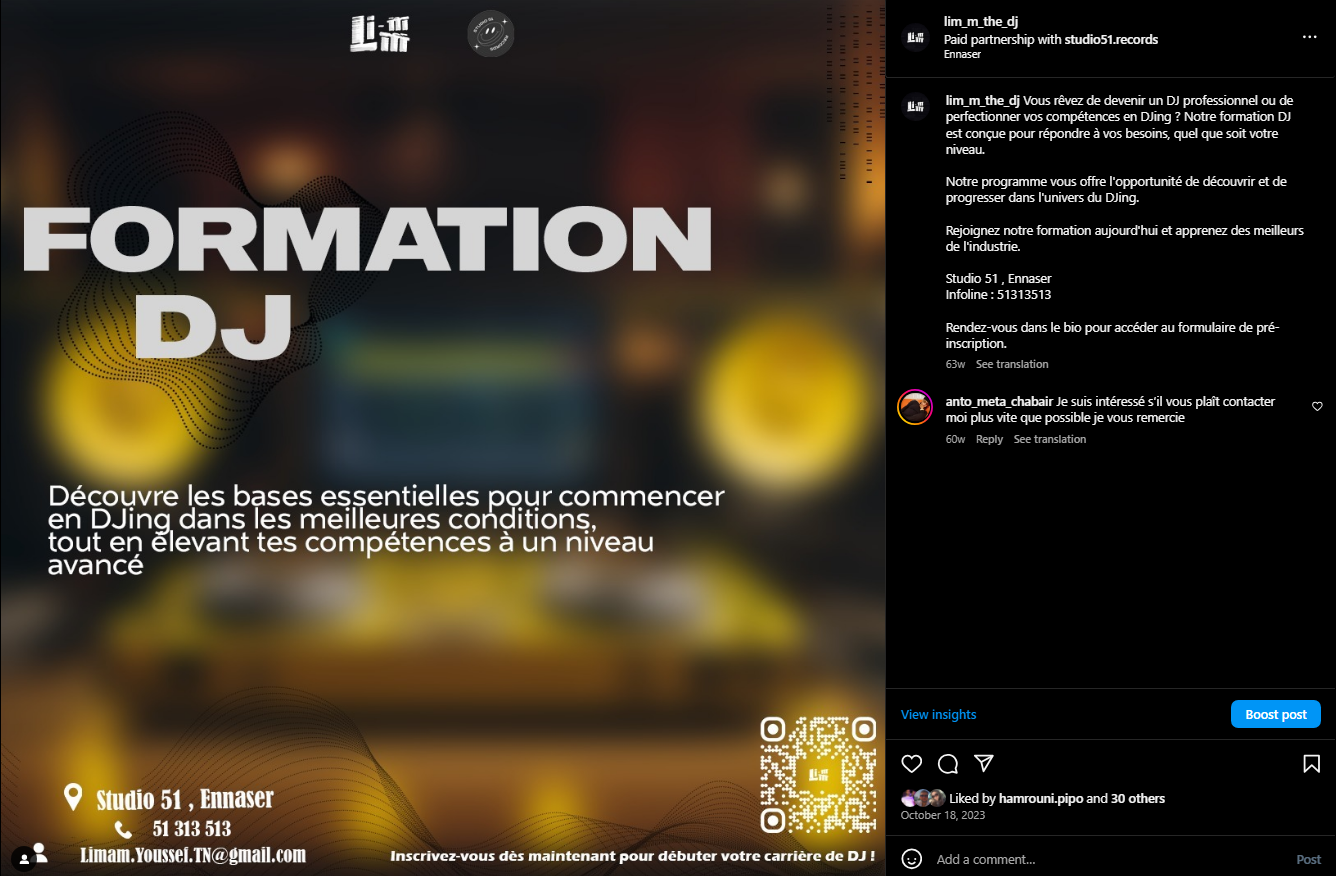 Li-m
m
STUDIO 51
RECORDS
FORMATION
DJ
Découvre les bases essentielles pour commencer
en DJing dans les meilleures conditions,
tout en élevant tes compétences à un niveau
avancé
Studio 51 , Ennaser
51 313 513
Limam.Youssef.TN@gmail.com
Li-m
m
Inscrivez-vous dès maintenant pour débuter votre carrière de DJ !
lim_m_the_dj
Paid partnership with studio51.records
Ennaser
lim_m_the_dj Vous rêvez de devenir un DJ professionnel ou de
perfectionner vos compétences en DJing ? Notre formation DJ
est conçue pour répondre à vos besoins, quel que soit votre
niveau.
Notre programme vous offre l'opportunité de découvrir et de
progresser dans l'univers du DJing.
Rejoignez notre formation aujourd'hui et apprenez des meilleurs
de l'industrie.
Studio 51 , Ennaser
Infoline : 51313513
Rendez-vous dans le bio pour accéder au formulaire de pré-
inscription.
63w See translation
anto_meta_chabair Je suis intéressé s'il vous plaît contacter
moi plus vite que possible je vous remercie
60w Reply See translation
View insights
Boost post
Liked by hamrouni.pipo and 30 others
October 18, 2023
Add a comment...
Post